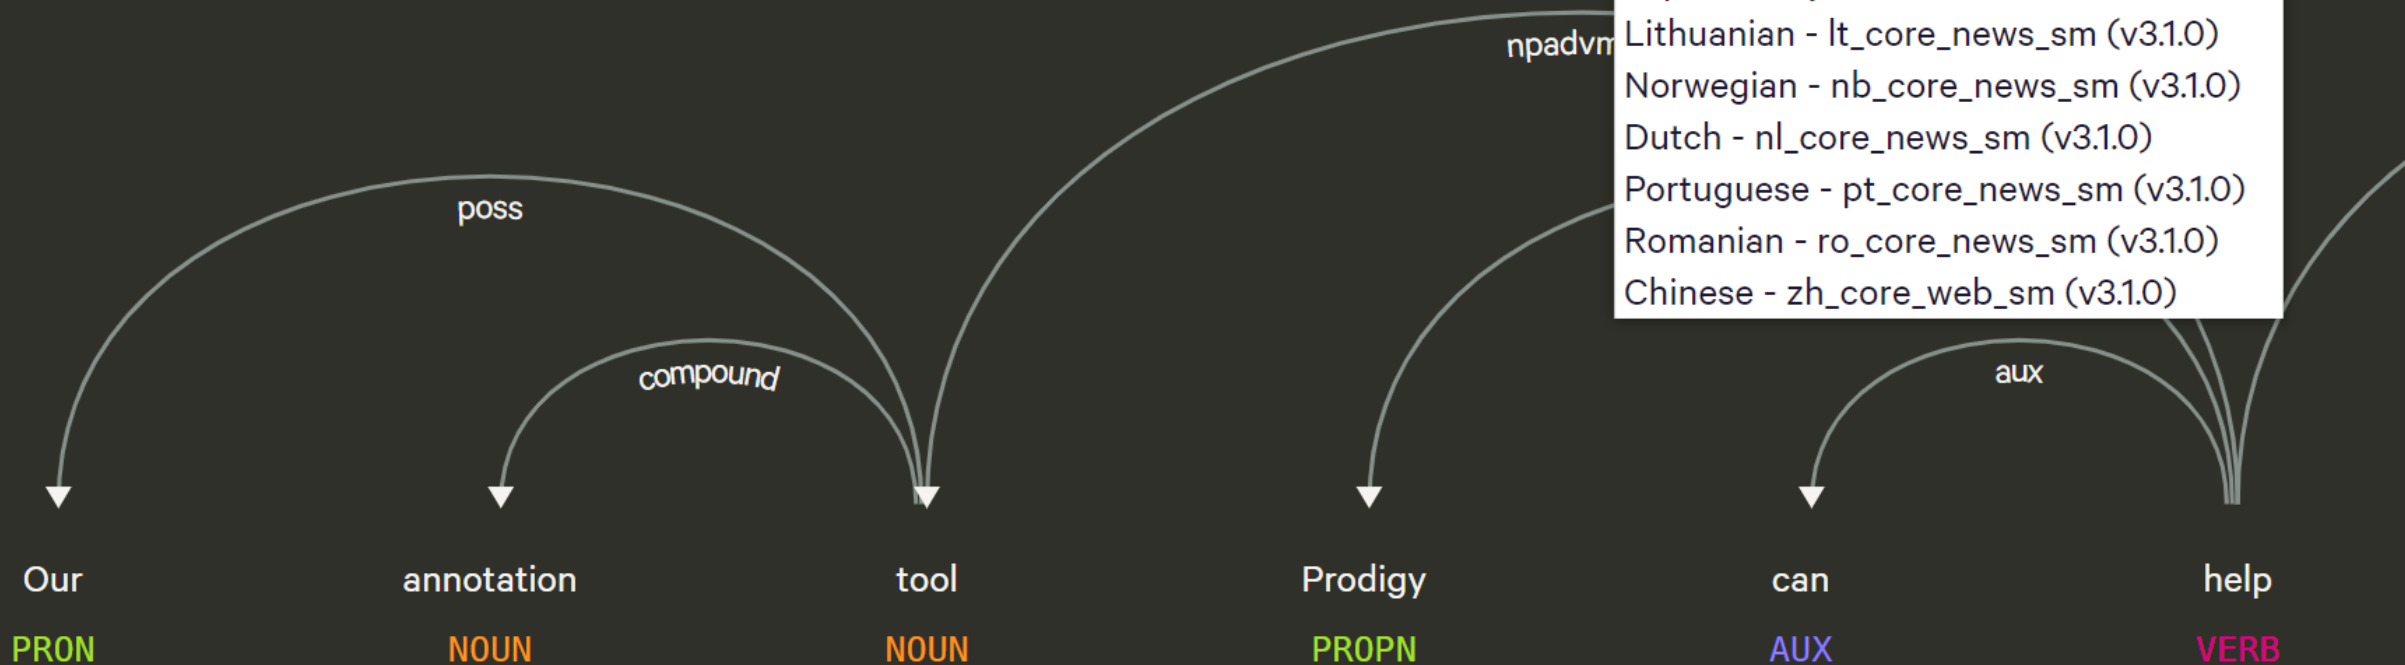 npadvm
Lithuanian - lt_core_news_sm (v3.1.0)
Norwegian - nb_core_news_sm (v3.1.0)
Dutch - nl_core_news_sm (v3.1.0)
Portuguese - pt_core_news_sm (v3.1.0)
Romanian - ro_core_news_sm (v3.1.0)
Chinese - zh_core_web_sm (v3.1.0)
poss
compound
aux
Our annotation tool Prodigy can help
PRON NOUN NOUN PROPN AUX VERB